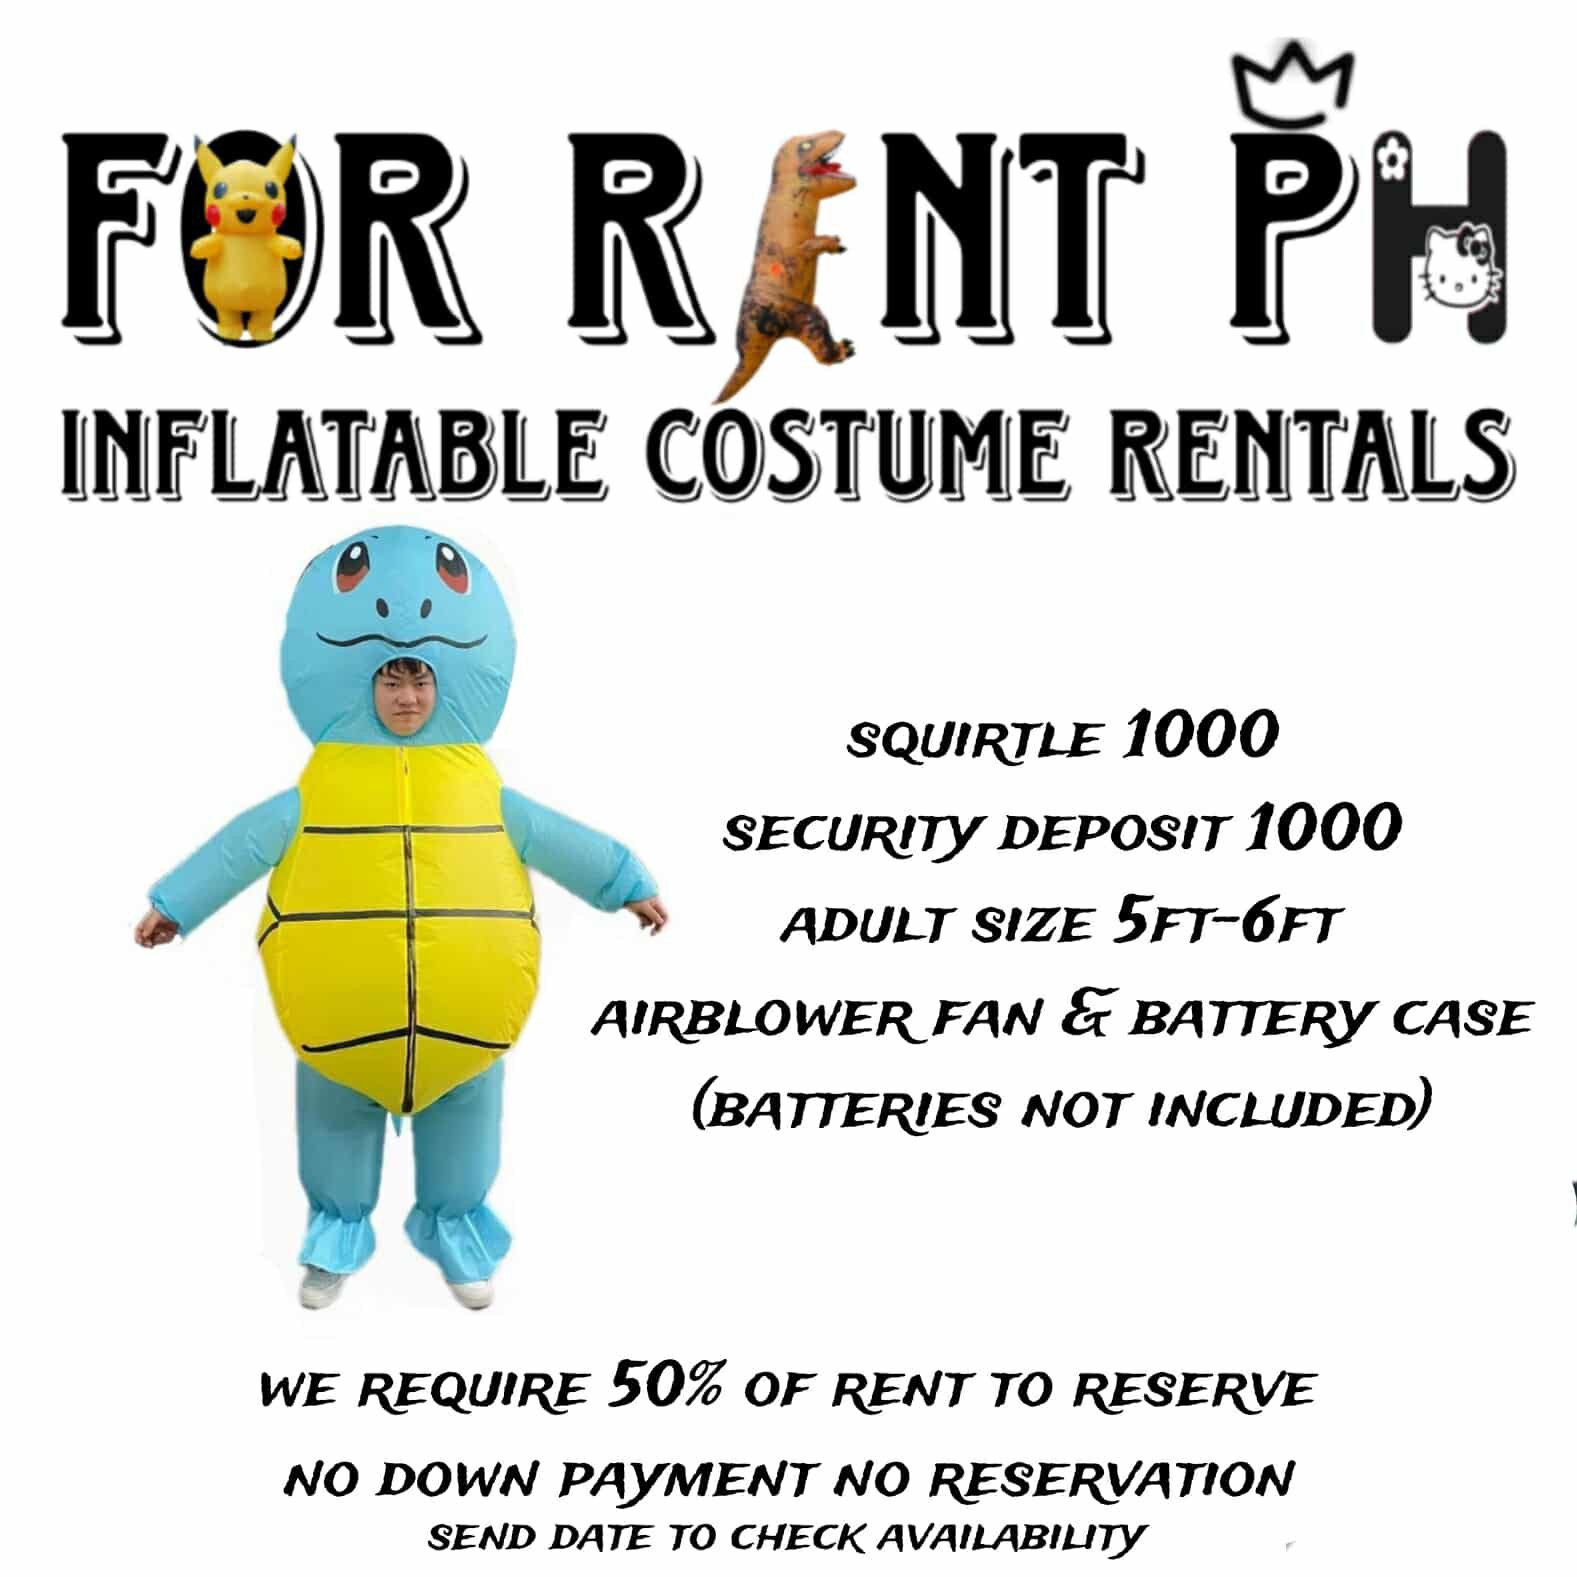 FOR RENT PH
INFLATABLE COSTUME RENTALS
SQUIRTLE 1000
SECURITY DEPOSIT 1000
ADULT SIZE 5FT-6FT
AIRBLOWER FAN & BATTERY CASE
(BATTERIES NOT INCLUDED)
WE REQUIRE 50% OF RENT TO RESERVE
NO DOWN PAYMENT NO RESERVATION
SEND DATE TO CHECK AVAILABILITY